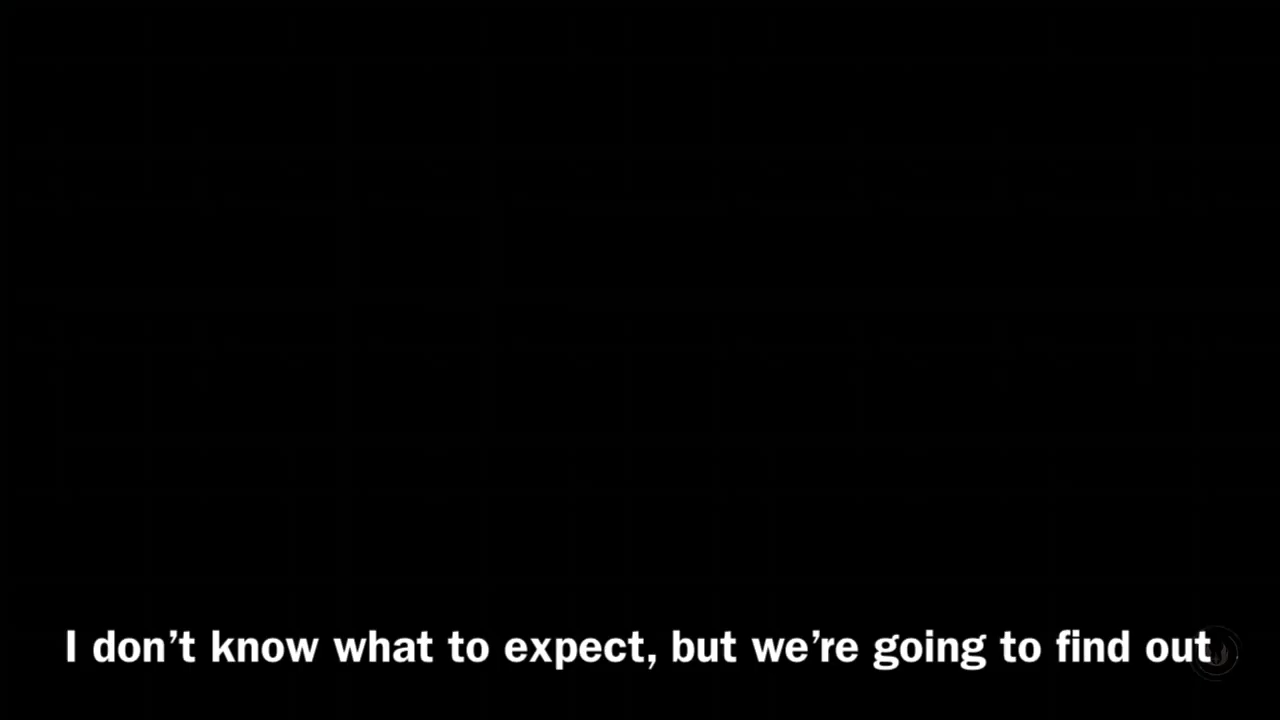 I don’t know what to expect, but we’re going to find out